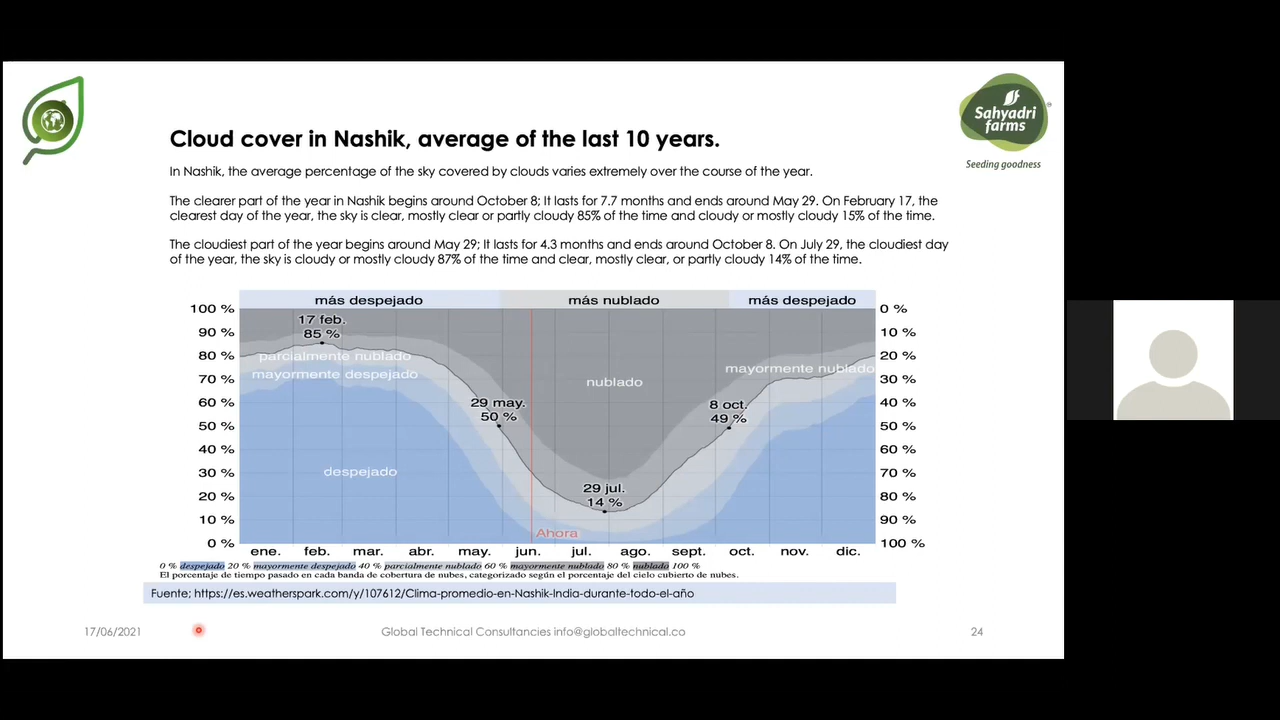 Sahyadri
farms
Seeding goodness
Cloud cover in Nashik, average of the last 10 years.
In Nashik, the average percentage of the sky covered by clouds varies extremely over the course of the year.
The clearer part of the year in Nashik begins around October 8; It lasts for 7.7 months and ends around May 29. On February 17, the
clearest day of the year, the sky is clear, mostly clear or partly cloudy 85% of the time and cloudy or mostly cloudy 15% of the time.
The cloudiest part of the year begins around May 29; It lasts for 4.3 months and ends around October 8. On July 29, the cloudiest day
of the year, the sky is cloudy or mostly cloudy 87% of the time and clear, mostly clear, or partly cloudy 14% of the time.
más despejado más nublado más despejado
100 % 0 %
17 feb.
90 % 85 % 10 %
80 % parcialmente nublado 20 %
mayormente nublado
70 % mayormente despejado 30 %
nublado
60 % 29 may. 8 oct. 40 %
50 % 49 %
50 % 50 %
40 % 60 %
30 % despejado 70 %
29 jul.
20 % 14 % 80 %
10 % 90 %
Ahora
0 % 100 %
ene. feb. mar. abr. may. jun. jul. ago. sept. oct. nov. dic.
0 % despejado 20 % mayormente despejado 40 % parcialmente nublado 60 % mayormente nublado 80 % nublado 100 %
El porcentaje de tiempo pasado en cada banda de cobertura de nubes, categorizado según el porcentaje del cielo cubierto de nubes.
Fuente; https://es.weatherspark.com/y/107612/Clima-promedio-en-Nashik-India-durante-todo-el-año
17/06/2021 Global Technical Consultancies info@globaltechnical.co 24